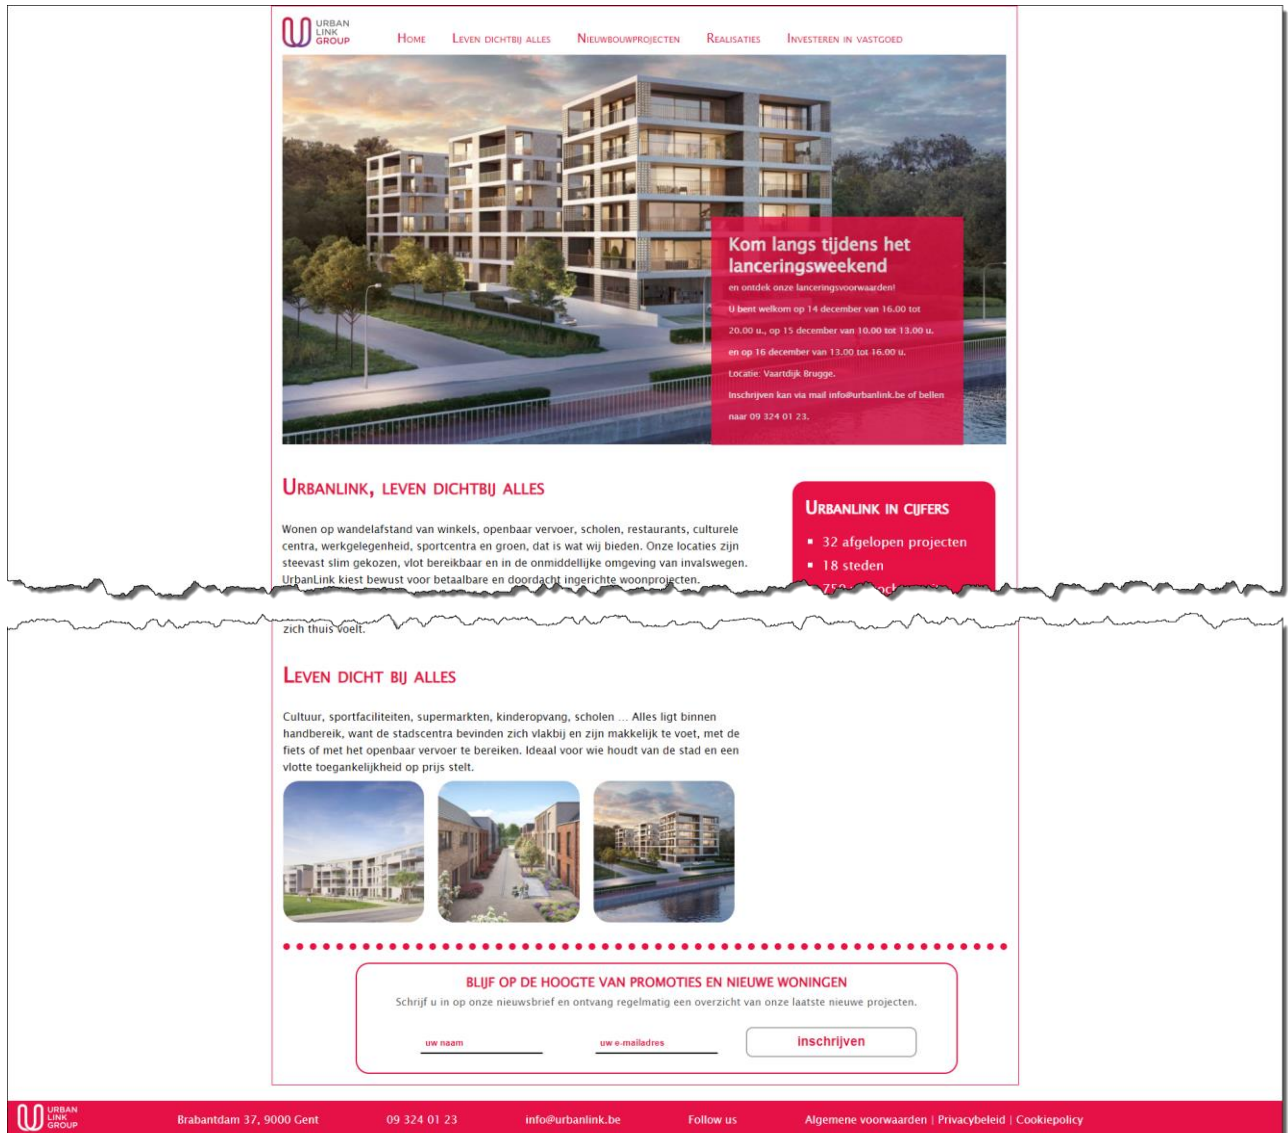 URBAN
LINK
GROUP
Home Leven dichtbij alles Nieuwbouwprojecten Realisaties Investeren in vastgoed
Kom langs tijdens het
lanceringsweekend
en ontdek onze lanceringsvoorwaarden!
U bent welkom op 14 december van 16.00 tot
20.00 u., op 15 december van 10.00 tot 13.00 u.
en op 16 december van 13.00 tot 16.00 u.
Locatie: Vaartdijk Brugge.
Inschrijven kan via mail info@urbanlink.be of bellen
naar 09 324 01 23.
Urbanlink, leven dichtbij alles
Wonen op wandelafstand van winkels, openbaar vervoer, scholen, restaurants, culturele
centra, werkgelegenheid, sportcentra en groen, dat is wat wij bieden. Onze locaties zijn
steevast slim gekozen, vlot bereikbaar en in de onmiddellijke omgeving van invalswegen.
UrbanLink kiest bewust voor betaalbare en doordacht ingerichte woonprojecten.
Urbanlink in cijfers
32 afgelopen projecten
18 steden
zich thuis voelt.
Leven dicht bij alles
Cultuur, sportfaciliteiten, supermarkten, kinderopvang, scholen ... Alles ligt binnen
handbereik, want de stadscentra bevinden zich vlakbij en zijn makkelijk te voet, met de
fiets of met het openbaar vervoer te bereiken. Ideaal voor wie houdt van de stad en een
vlotte toegankelijkheid op prijs stelt.
BLIJF OP DE HOOGTE VAN PROMOTIES EN NIEUWE WONINGEN
Schrijf u in op onze nieuwsbrief en ontvang regelmatig een overzicht van onze laatste nieuwe projecten.
uw naam uw e-mailadres inschrijven
URBAN
LINK
GROUP
Brabantdam 37, 9000 Gent 09 324 01 23 info@urbanlink.be Follow us Algemene voorwaarden | Privacybeleid | Cookiepolicy